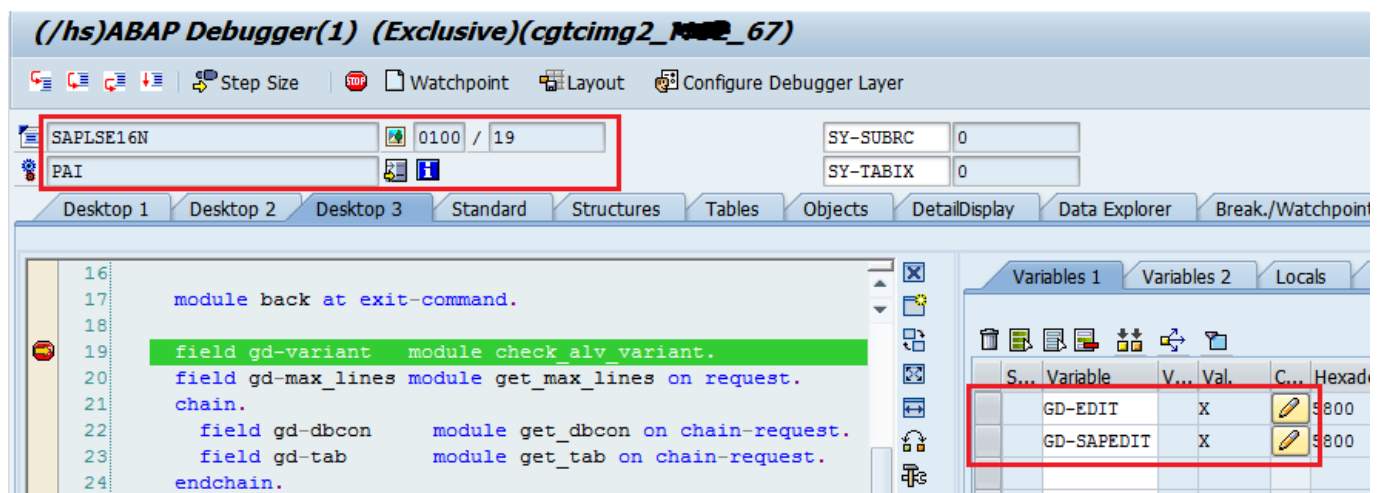 (/hs)ABAP Debugger(1) (Exclusive)(cgtcimg2_ _67)
Step Size STOP Watchpoint Layout Configure Debugger Layer
SAPLSE16N 0100 / 19 SY-SUBRC 0
PAI SY-TABIX 0
Desktop 1 Desktop 2 Desktop 3 Standard Structures Tables Objects DetailDisplay Data Explorer Break./Watchpoint
Variables 1 Variables 2 Locals
16
17 module back at exit-command.
18
19 field gd-variant module check_alv_variant.
20 field gd-max_lines module get_max_lines on request.
21 chain.
22 field gd-dbcon module get_dbcon on chain-request.
23 field gd-tab module get_tab on chain-request.
24 endchain.
S... Variable V... Val. C... Hexade
GD-EDIT X 5800
GD-SAPEDIT X 5800